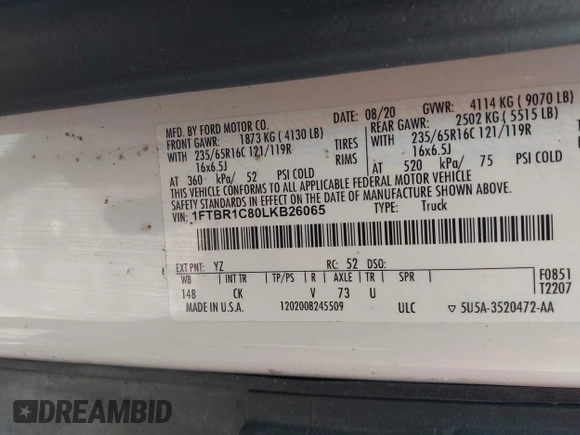 DATE: 08/20 GVWR: 4114 KG ( 9070 LB)
MFD. BY FORD MOTOR CO.
FRONT GAWR: 1873 KG ( 4130 LB) REAR GAWR: 2502 KG ( 5515 LB)
WITH 235/65R16C 121/119R TIRES WITH 235/65R16C 121/119R
16x6.5J RIMS 16x6.5J
AT 360 kPa/ 52 PSI COLD AT 520 kPa/ 75 PSI COLD
THIS VEHICLE CONFORMS TO ALL APPLICABLE FEDERAL MOTOR VEHICLE
SAFETY STANDARDS IN EFFECT ON THE DATE OF MANUFACTURE SHOWN ABOVE.
VIN: 1FTBR1C80LKB26065 TYPE: Truck
EXT PNT: YZ RC: 52 DSO:
WB INT TR TP/PS R AXLE TR SPR F0851
148 CK V 73 U T2207
MADE IN U.S.A. 1202008245509 ULC 5U5A-3520472-AA
DREAMBID